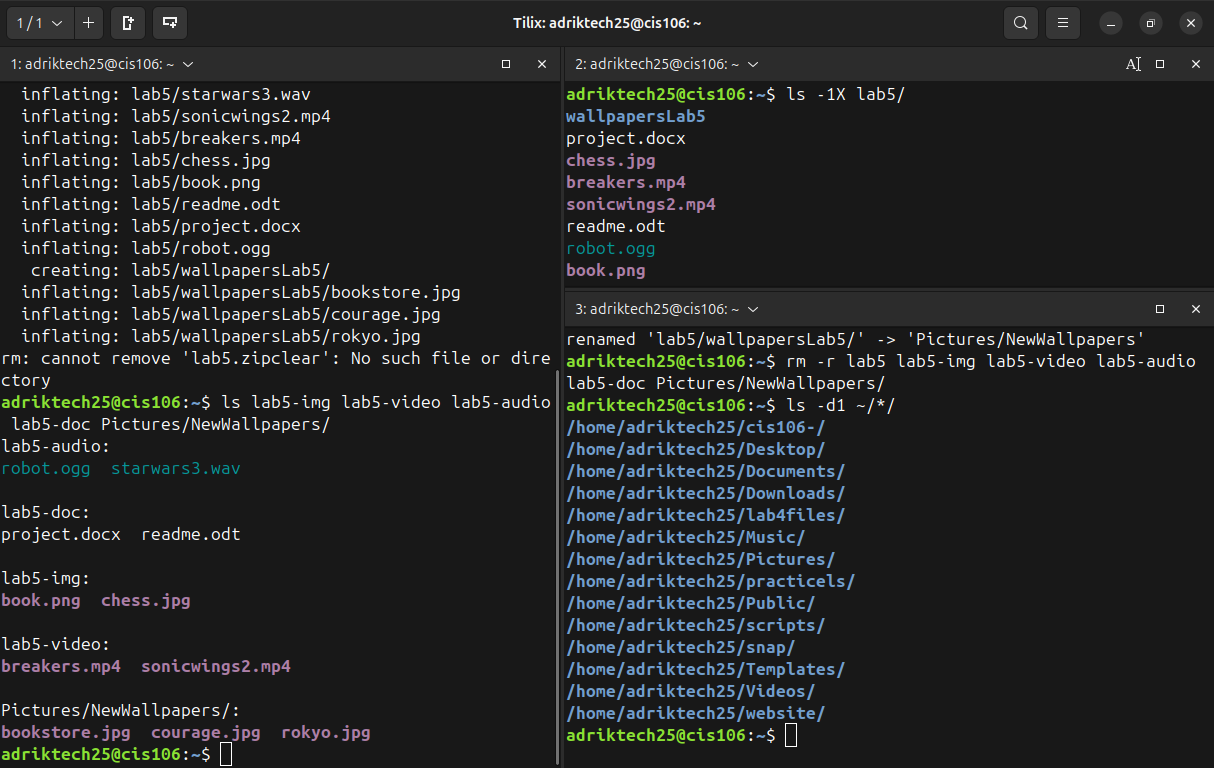 1 / 1
Tilix: adriktech25@cis106: ~
1: adriktech25@cis106: ~
  inflating: lab5/starwars3.wav
  inflating: lab5/sonicwings2.mp4
  inflating: lab5/breakers.mp4
  inflating: lab5/chess.jpg
  inflating: lab5/book.png
  inflating: lab5/readme.odt
  inflating: lab5/project.docx
  inflating: lab5/robot.ogg
   creating: lab5/wallpapersLab5/
  inflating: lab5/wallpapersLab5/bookstore.jpg
  inflating: lab5/wallpapersLab5/courage.jpg
  inflating: lab5/wallpapersLab5/rokyo.jpg
rm: cannot remove 'lab5.zipclear': No such file or dire
ctory
adriktech25@cis106:~$ ls lab5-img lab5-video lab5-audio
 lab5-doc Pictures/NewWallpapers/
lab5-audio:
robot.ogg  starwars3.wav

lab5-doc:
project.docx  readme.odt

lab5-img:
book.png  chess.jpg

lab5-video:
breakers.mp4  sonicwings2.mp4

Pictures/NewWallpapers/:
bookstore.jpg  courage.jpg  rokyo.jpg
adriktech25@cis106:~$
2: adriktech25@cis106: ~
adriktech25@cis106:~$ ls -1X lab5/
wallpapersLab5
project.docx
chess.jpg
breakers.mp4
sonicwings2.mp4
readme.odt
robot.ogg
book.png
3: adriktech25@cis106: ~
renamed 'lab5/wallpapersLab5/' -> 'Pictures/NewWallpapers'
adriktech25@cis106:~$ rm -r lab5 lab5-img lab5-video lab5-audio
lab5-doc Pictures/NewWallpapers/
adriktech25@cis106:~$ ls -d1 ~/*/
/home/adriktech25/cis106-/
/home/adriktech25/Desktop/
/home/adriktech25/Documents/
/home/adriktech25/Downloads/
/home/adriktech25/lab4files/
/home/adriktech25/Music/
/home/adriktech25/Pictures/
/home/adriktech25/practicels/
/home/adriktech25/Public/
/home/adriktech25/scripts/
/home/adriktech25/snap/
/home/adriktech25/Templates/
/home/adriktech25/Videos/
/home/adriktech25/website/
adriktech25@cis106:~$